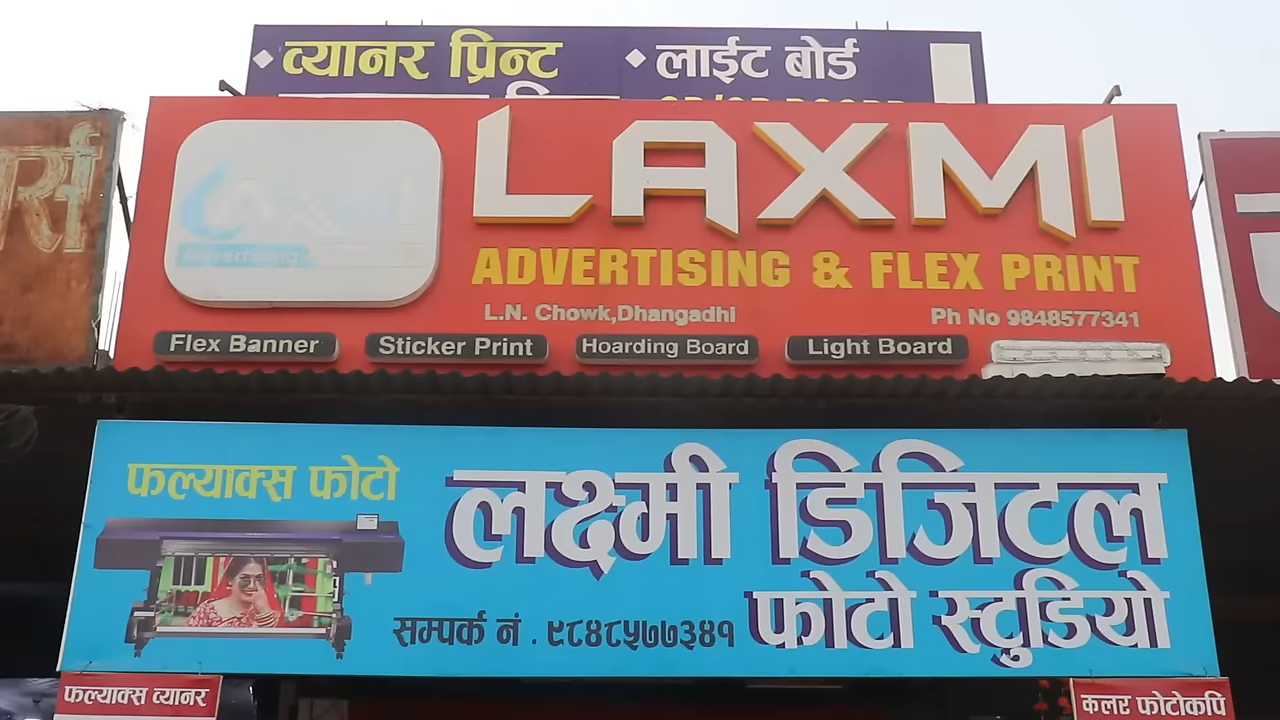 व्यानर प्रिन्ट
लाईट बोर्ड
LAXMI
ADVERTISING & FLEX PRINT
L.N. Chowk,Dhangadhi
Ph No 9848577341
Flex Banner
Sticker Print
Hoarding Board
Light Board
Advertising
फल्याक्स फोटो
लक्ष्मी डिजिटल
फोटो स्टुडियो
सम्पर्क नं . ९८४८५७७३४१
फल्याक्स व्यानर
कलर फोटोकपि